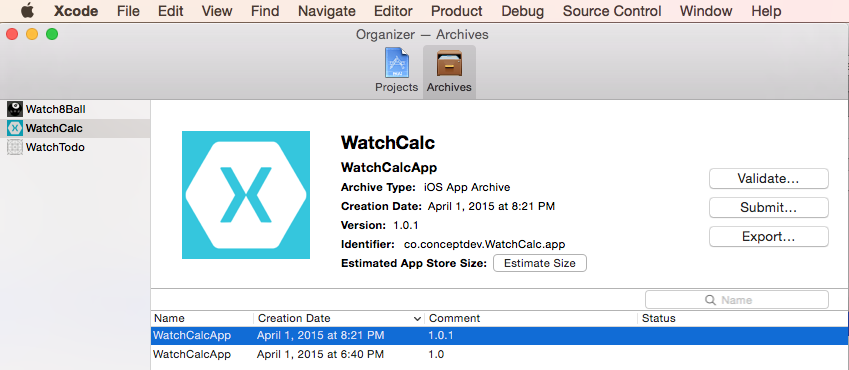 Xcode File Edit View Find Navigate Editor Product Debug Source Control Window Help
Organizer — Archives
Projects Archives
Watch8Ball
WatchCalc
WatchTodo
WatchCalc
WatchCalcApp
Archive Type: iOS App Archive
Creation Date: April 1, 2015 at 8:21 PM
Version: 1.0.1
Identifier: co.conceptdev.WatchCalc.app
Estimated App Store Size: Estimate Size
Validate...
Submit...
Export...
Name
Name Creation Date Comment Status
WatchCalcApp April 1, 2015 at 8:21 PM 1.0.1
WatchCalcApp April 1, 2015 at 6:40 PM 1.0